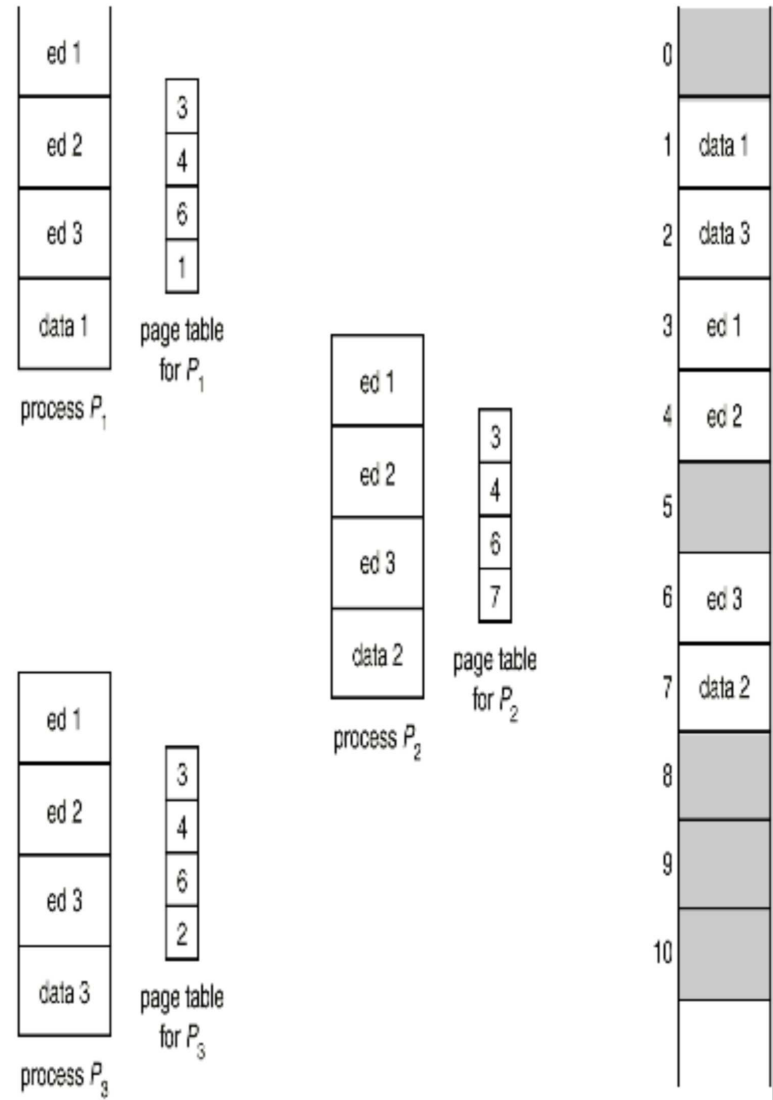 ed 1
ed 2
ed 3
data 1
process P1
3
4
6
1
page table
for P1
ed 1
ed 2
ed 3
data 2
process P2
3
4
6
7
page table
for P2
ed 1
ed 2
ed 3
data 3
process P3
3
4
6
2
page table
for P3
0
1 data 1
2 data 3
3 ed 1
4 ed 2
5
6 ed 3
7 data 2
8
9
10